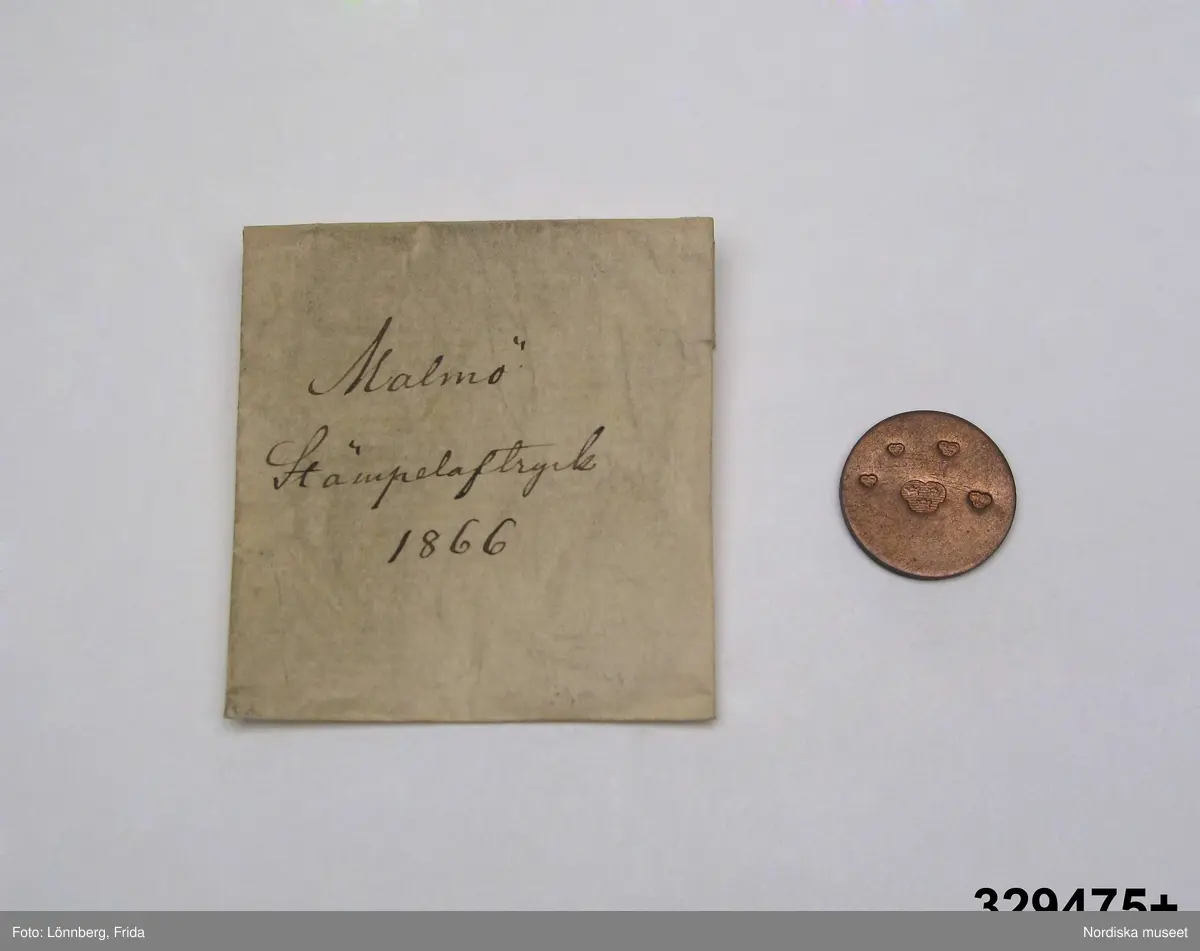 Malmö
Stämpelaftryck
1866
329475+
Foto: Lönnberg, Frida
Nordiska museet